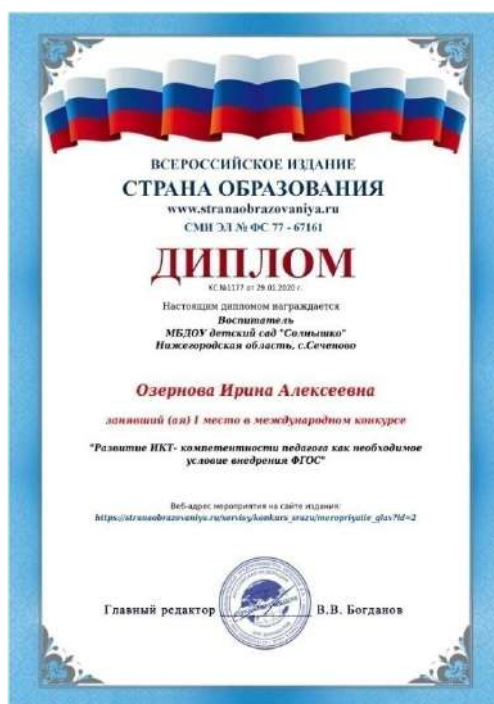 ВСЕРОССИЙСКОЕ ИЗДАНИЕ
СТРАНА ОБРАЗОВАНИЯ
www.stranaobrazovaniya.ru
СМИ ЭЛ № ФС 77 - 67161
ДИПЛОМ
КС №1177 от 29.01.2020 г.
Настоящим дипломом награждается
Воспитатель
МБДОУ детский сад "Солнышко"
Нижегородская область, с.Сеченово
Озернова Ирина Алексеевна
занявший (ая) I место в международном конкурсе
"Развитие ИКТ- компетентности педагога как необходимое
условие внедрения ФГОС"
Веб-адрес мероприятия на сайте издания:
https://stranaobrazovaniya.ru/servisy/konkurs_srazu/meropriyatie_glav?id=2
Главный редактор
В.В. Богданов